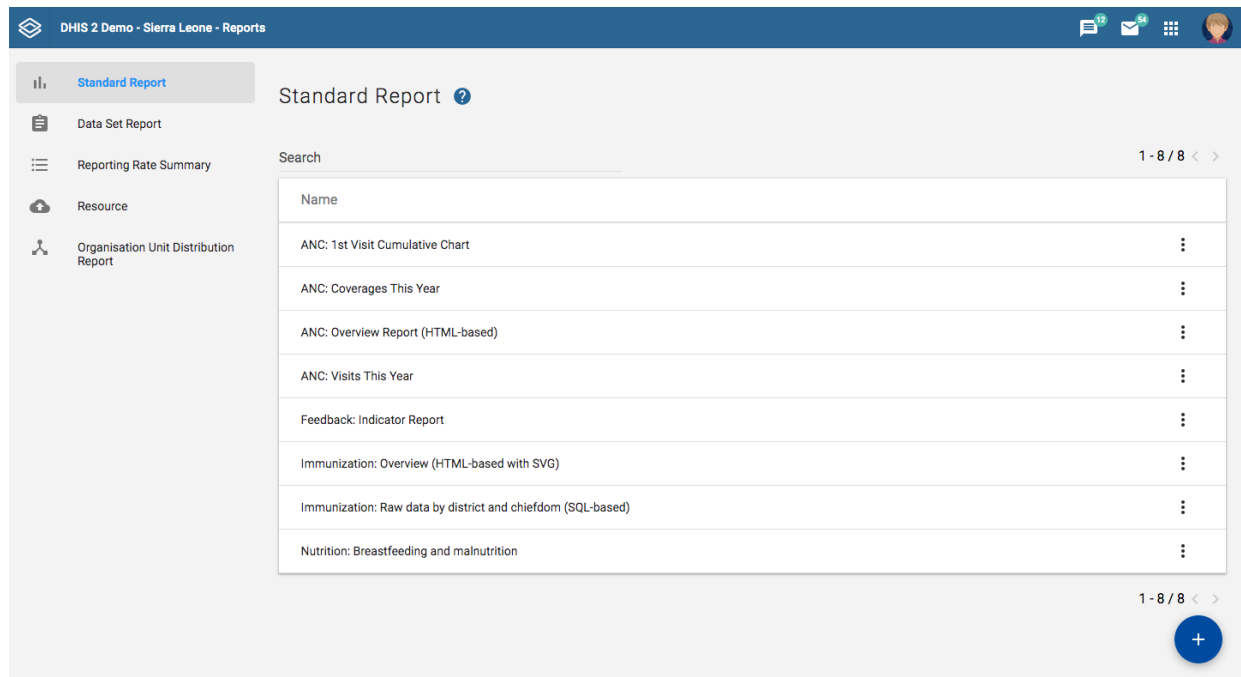 DHIS 2 Demo - Sierra Leone - Reports
12
54
Standard Report
Data Set Report
Reporting Rate Summary
Resource
Organisation Unit Distribution
Report
Standard Report ?
Search
1 - 8 / 8
Name
ANC: 1st Visit Cumulative Chart
ANC: Coverages This Year
ANC: Overview Report (HTML-based)
ANC: Visits This Year
Feedback: Indicator Report
Immunization: Overview (HTML-based with SVG)
Immunization: Raw data by district and chiefdom (SQL-based)
Nutrition: Breastfeeding and malnutrition
1 - 8 / 8
+